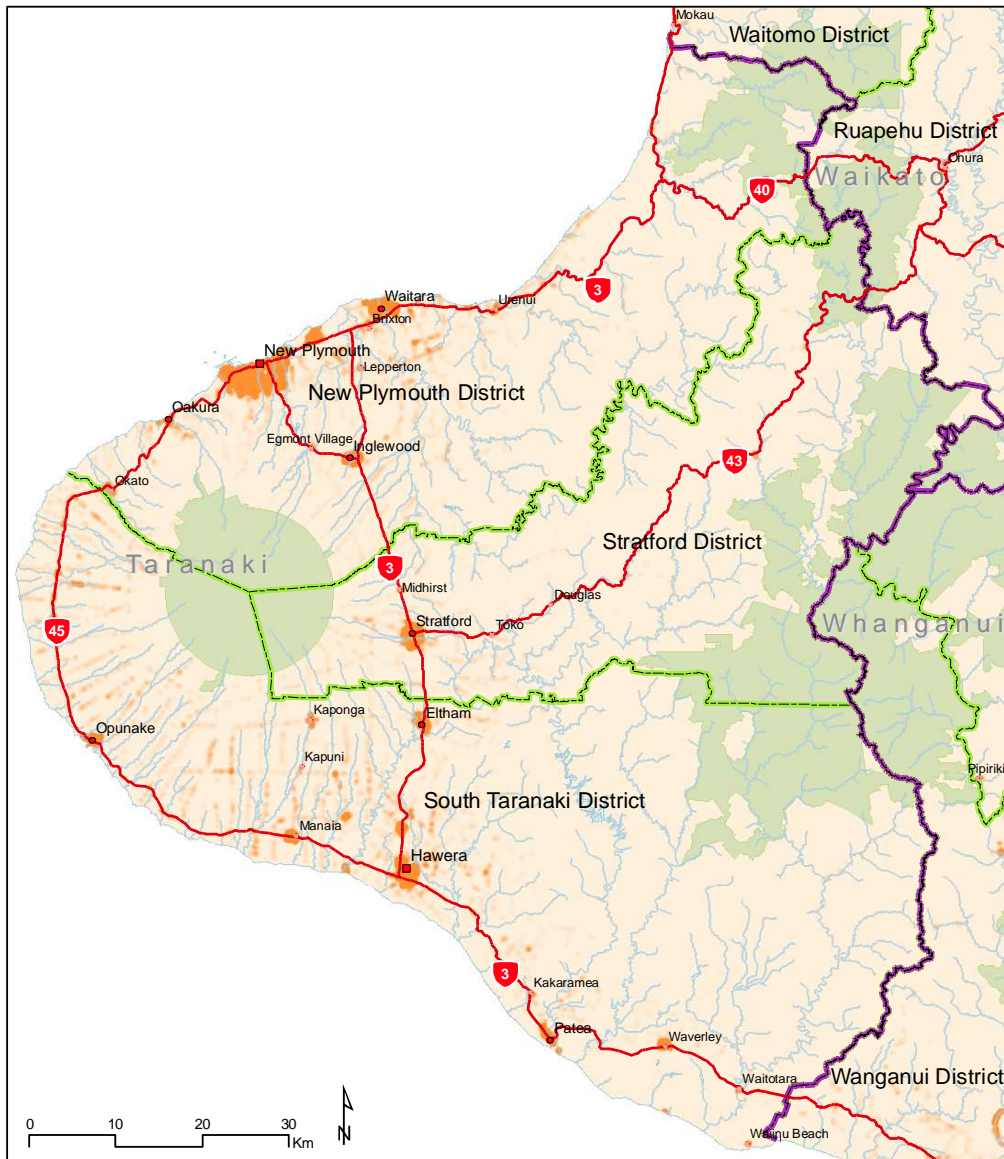 Mokau
Waitomo District
Ruapehu District
Ohura
Waikato
40
3
Waitara
Urenui
Brixton
New Plymouth
Lepperton
New Plymouth District
Oakura
Egmont Village
Inglewood
43
Okato
Stratford District
Taranaki
3
Midhirst
Douglas
45
Stratford
Toko
Whanganui
Kaponga
Eltham
Opunake
Kapuni
Pipiriki
South Taranaki District
Manaia
Hawera
3
Kakaramea
Patea
Waverley
Waitotara
Wanganui District
Waiinu Beach
0 10 20 30
Km
N